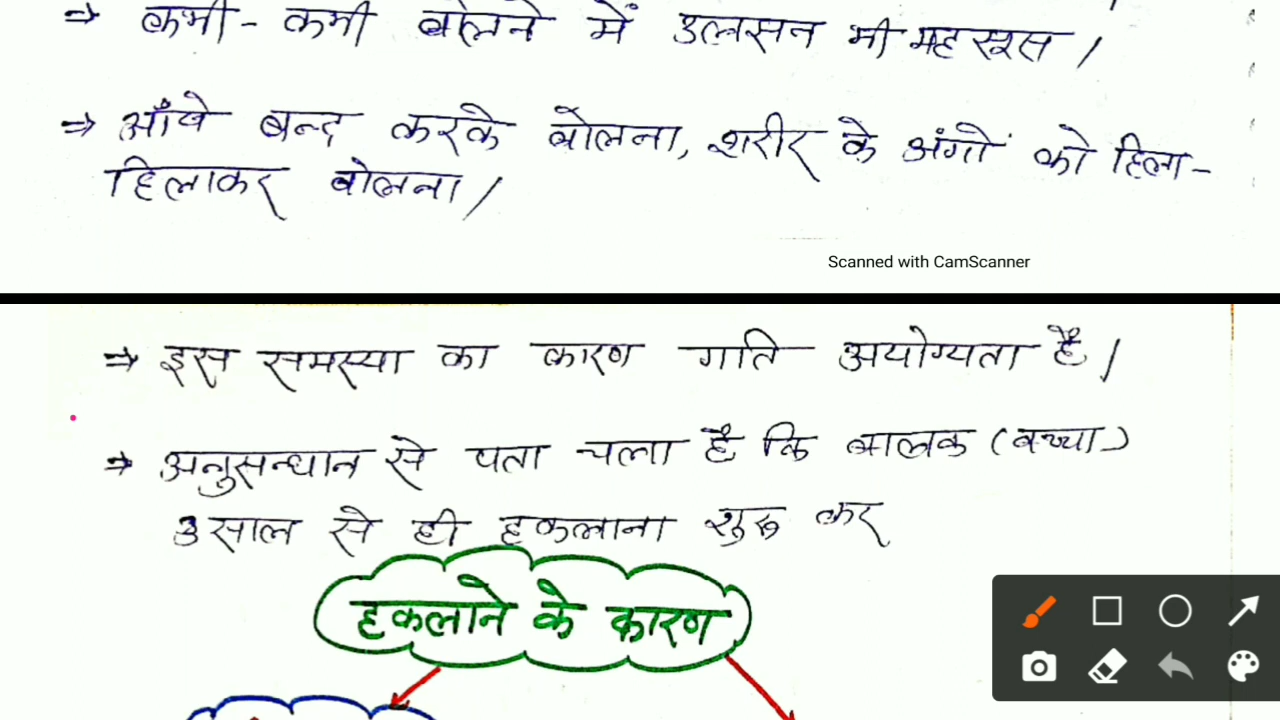 ⇒ कभी - कभी बोलने में उलझन भी महसूस ।
⇒ आँखे बन्द करके बोलना, शरीर के अंगों को हिला -
हिलाकर बोलना ।
Scanned with CamScanner
⇒ इस समस्या का कारण गति अयोग्यता है ।
⇒ अनुसन्धान से पता चला है कि बालक (बच्चा)
3 साल से ही हकलाना शुरू कर
हकलाने के कारण